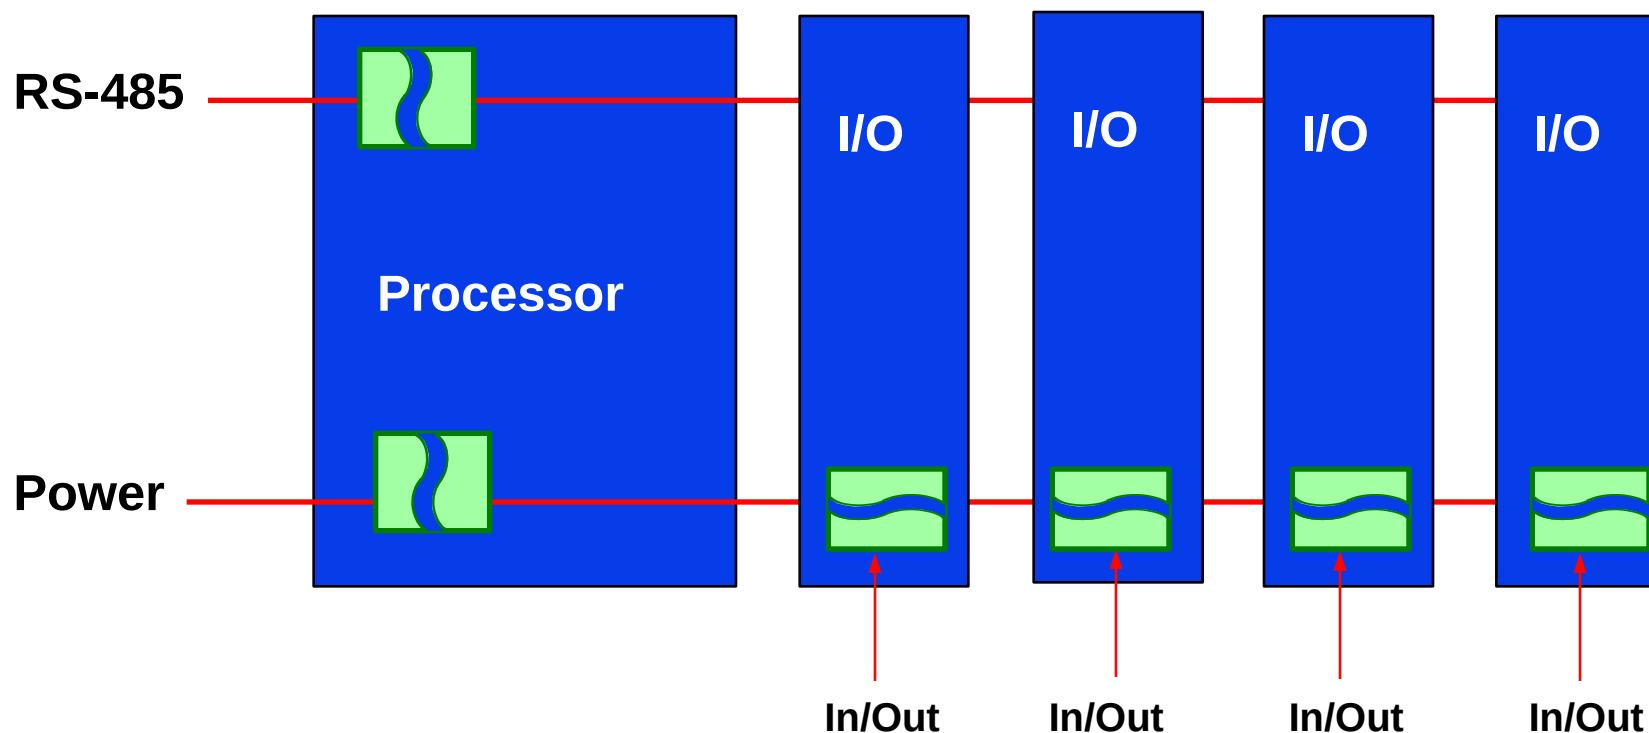 RS-485
I/O
I/O
I/O
I/O
Processor
Power
In/Out
In/Out
In/Out
In/Out